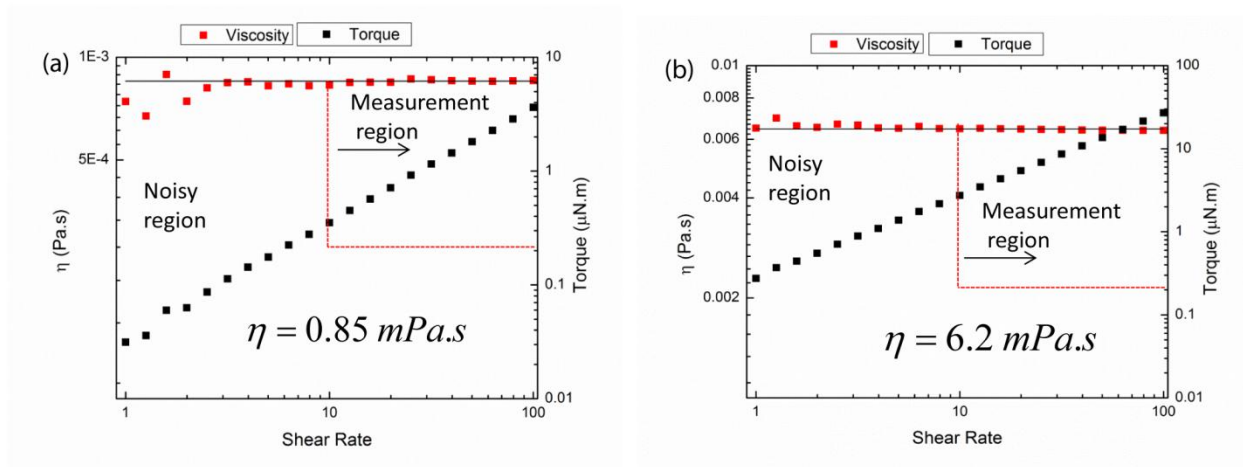 Viscosity Torque
(a)
1E-3
5E-4
η (Pa.s)
Noisy
region
Measurement
region
η = 0.85 mPa.s
10
1
0.1
0.01
Torque (μN.m)
1 10 100
Shear Rate
Viscosity Torque
(b)
0.01
0.008
0.006
0.004
0.002
η (Pa.s)
Noisy
region
Measurement
region
η = 6.2 mPa.s
100
10
1
0.1
0.01
Torque (μN.m)
1 10 100
Shear Rate